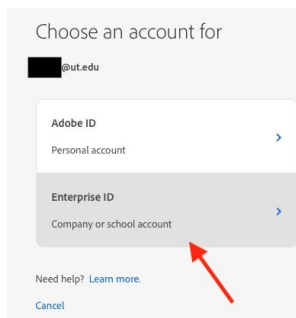 Choose an account for
@ut.edu
Adobe ID
Personal account
Enterprise ID
Company or school account
Need help? Learn more.
Cancel